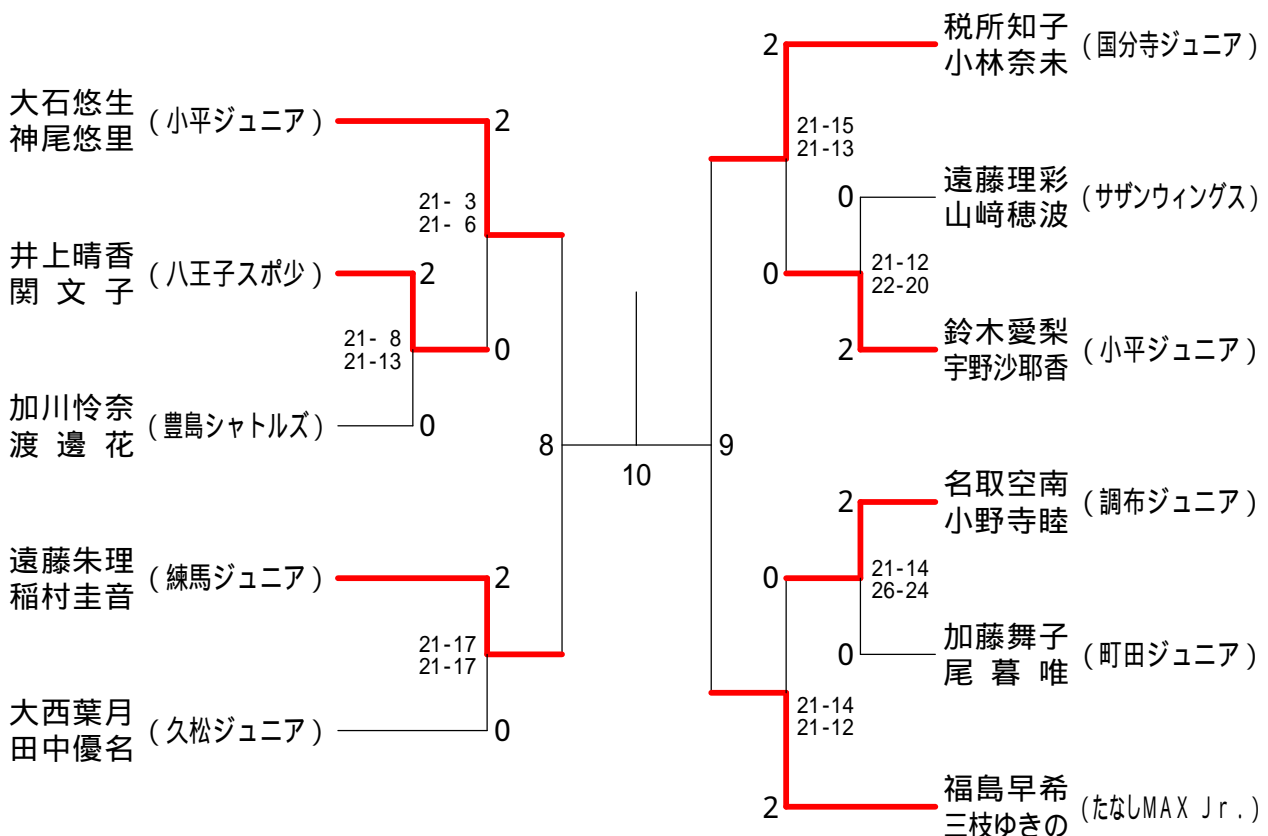 大石悠生
神尾悠里
(小平ジュニア)
2
21- 3
21- 6
井上晴香
関 文 子
(八王子スポ少)
2
21- 8
21-13
0
加川怜奈
渡 邊 花
(豊島シャトルズ)
0
8
遠藤朱理
稲村圭音
(練馬ジュニア)
2
21-17
21-17
大西葉月
田中優名
(久松ジュニア)
0
10
9
2
税所知子
小林奈未
(国分寺ジュニア)
21-15
21-13
0
遠藤理彩
山﨑穂波
(サザンウィングス)
0
21-12
22-20
2
鈴木愛梨
宇野沙耶香
(小平ジュニア)
2
名取空南
小野寺睦
(調布ジュニア)
0
21-14
26-24
0
加藤舞子
尾 暮 唯
(町田ジュニア)
21-14
21-12
2
福島早希
三枝ゆきの
(たなしMAX Jr.)